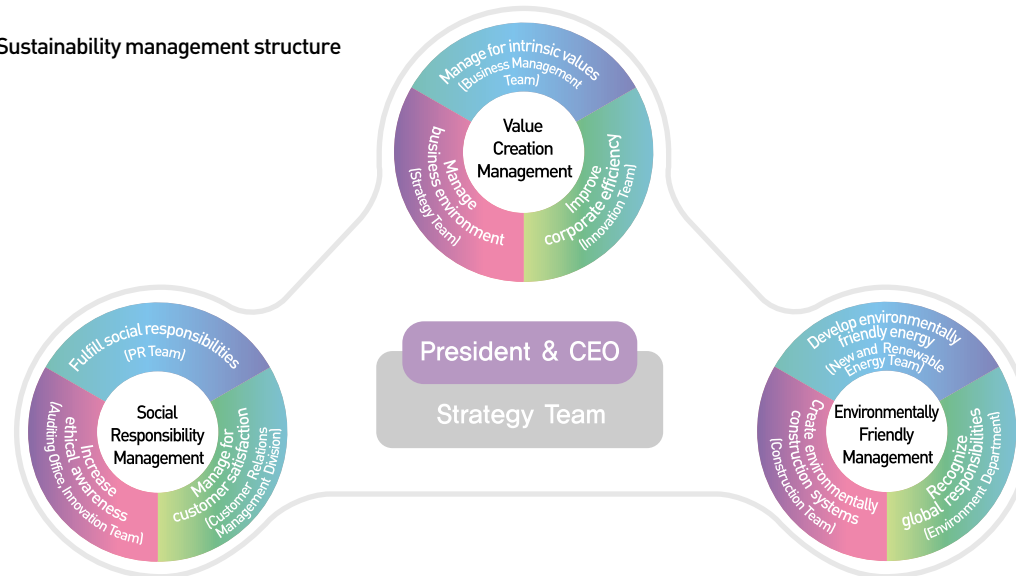 Sustainability management structure
Manage for intrinsic values
(Business Management
Team)
Manage
business environment
(Strategy Team)
Value
Creation
Management
Improve
corporate efficiency
(Innovation Team)
President & CEO
Strategy Team
Fulfill social responsibilities
(PR Team)
Increase
ethical awareness
(Auditing Office, Innovation Team)
Social
Responsibility
Management
Manage for
customer satisfaction
(Customer Relations
Management Division)
Develop environmentally
friendly energy
(New and Renewable
Energy Team)
Create environmentally
construction systems
(Construction Team)
Environmentally
Friendly
Management
Recognize
global responsibilities
(Environment Department)